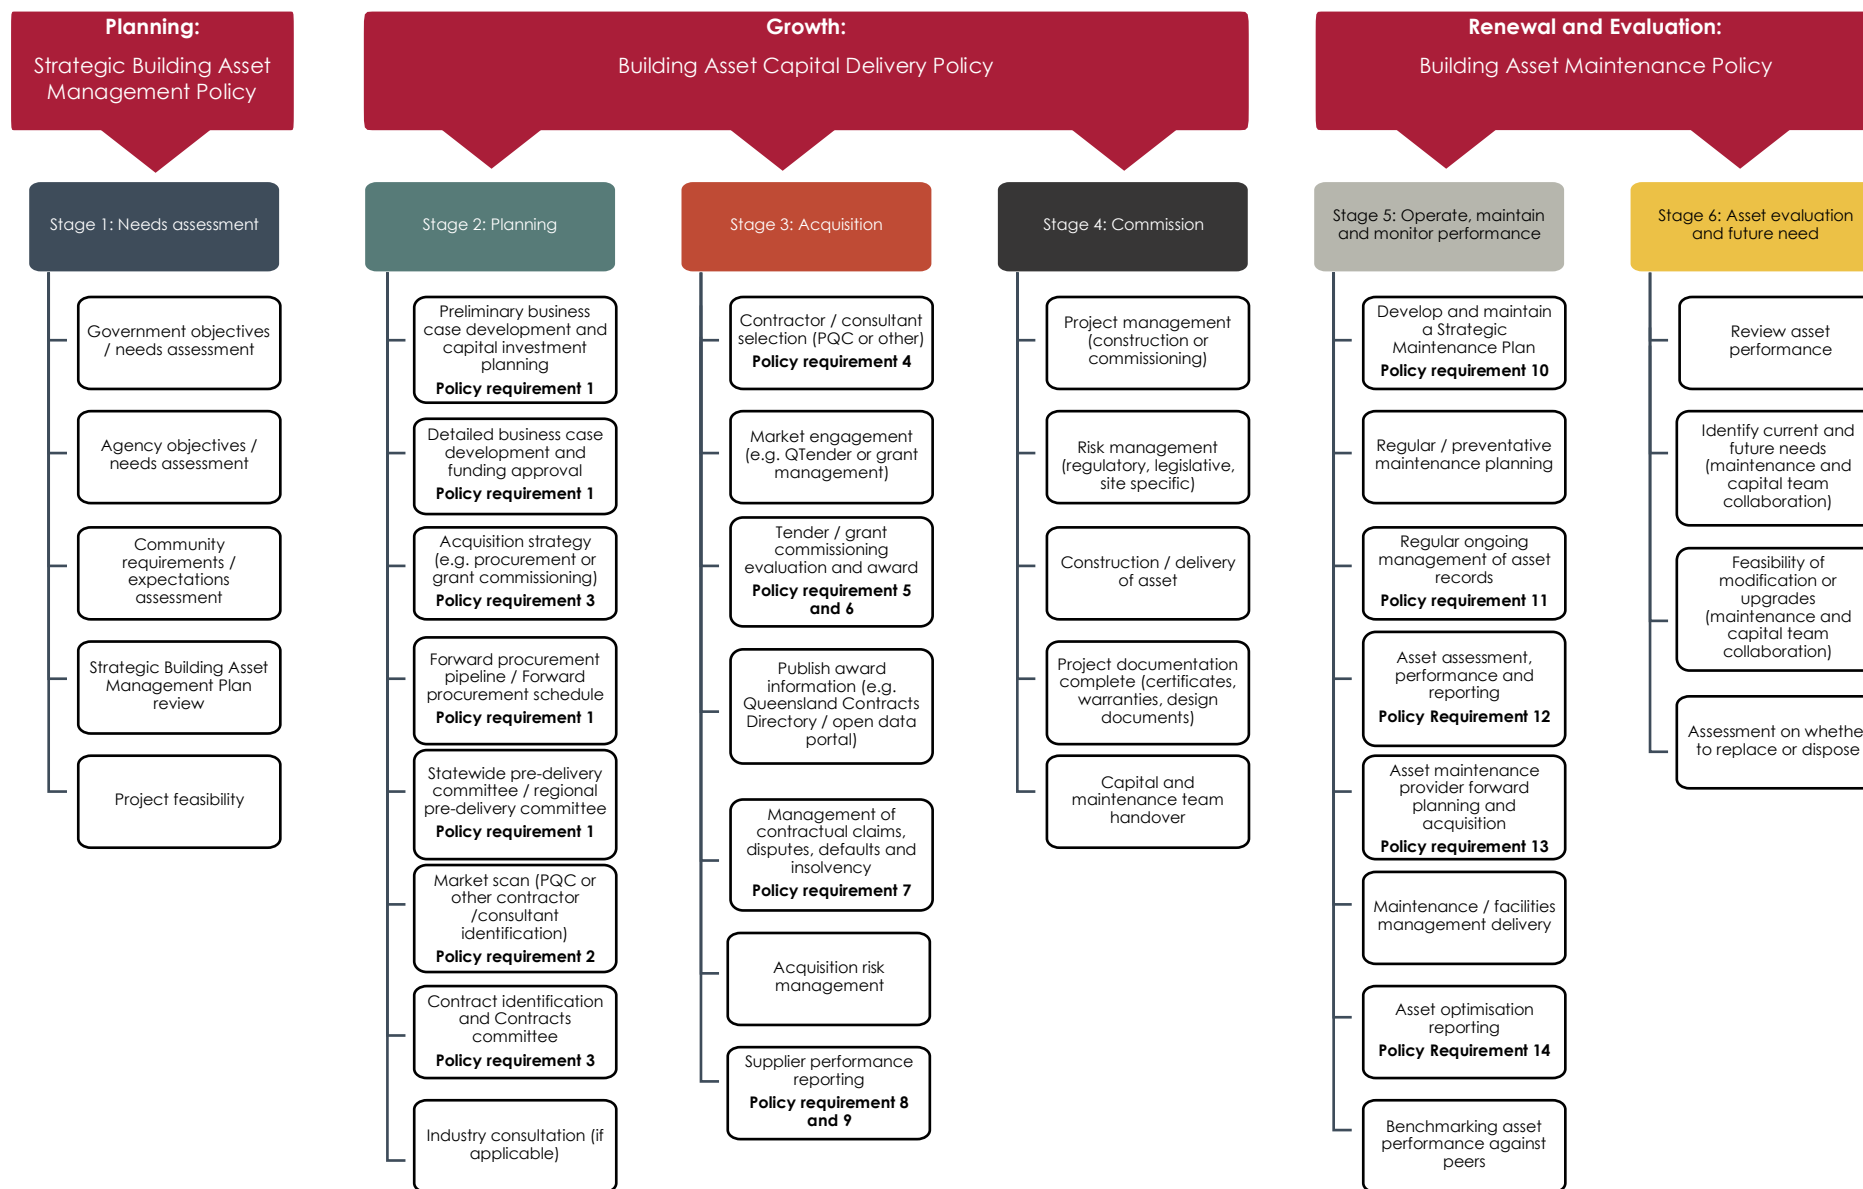 Planning:
Strategic Building Asset
Management Policy
Growth:
Building Asset Capital Delivery Policy
Renewal and Evaluation:
Building Asset Maintenance Policy
Stage 1: Needs assessment
Government objectives
/ needs assessment
Agency objectives /
needs assessment
Community
requirements /
expectations
assessment
Strategic Building Asset
Management Plan
review
Project feasibility
Stage 2: Planning
Preliminary business
case development and
capital investment
planning
Policy requirement 1
Detailed business case
development and
funding approval
Policy requirement 1
Acquisition strategy
(e.g. procurement or
grant commissioning)
Policy requirement 3
Forward procurement
pipeline / Forward
procurement schedule
Policy requirement 1
Statewide pre-delivery
committee / regional
pre-delivery committee
Policy requirement 1
Market scan (PQC or
other contractor
/consultant
identification)
Policy requirement 2
Contract identification
and Contracts
committee
Policy requirement 3
Industry consultation (if
applicable)
Stage 3: Acquisition
Contractor / consultant
selection (PQC or other)
Policy requirement 4
Market engagement
(e.g. QTender or grant
management)
Tender / grant
commissioning
evaluation and award
Policy requirement 5
and 6
Publish award
information (e.g.
Queensland Contracts
Directory / open data
portal)
Management of
contractual claims,
disputes, defaults and
insolvency
Policy requirement 7
Acquisition risk
management
Supplier performance
reporting
Policy requirement 8
and 9
Stage 4: Commission
Project management
(construction or
commissioning)
Risk management
(regulatory, legislative,
site specific)
Construction / delivery
of asset
Project documentation
complete (certificates,
warranties, design
documents)
Capital and
maintenance team
handover
Stage 5: Operate, maintain
and monitor performance
Develop and maintain
a Strategic
Maintenance Plan
Policy requirement 10
Regular / preventative
maintenance planning
Regular ongoing
management of asset
records
Policy requirement 11
Asset assessment,
performance and
reporting
Policy Requirement 12
Asset maintenance
provider forward
planning and
acquisition
Policy requirement 13
Maintenance / facilities
management delivery
Asset optimisation
reporting
Policy Requirement 14
Benchmarking asset
performance against
peers
Stage 6: Asset evaluation
and future need
Review asset
performance
Identify current and
future needs
(maintenance and
capital team
collaboration)
Feasibility of
modification or
upgrades
(maintenance and
capital team
collaboration)
Assessment on whethe
to replace or dispose